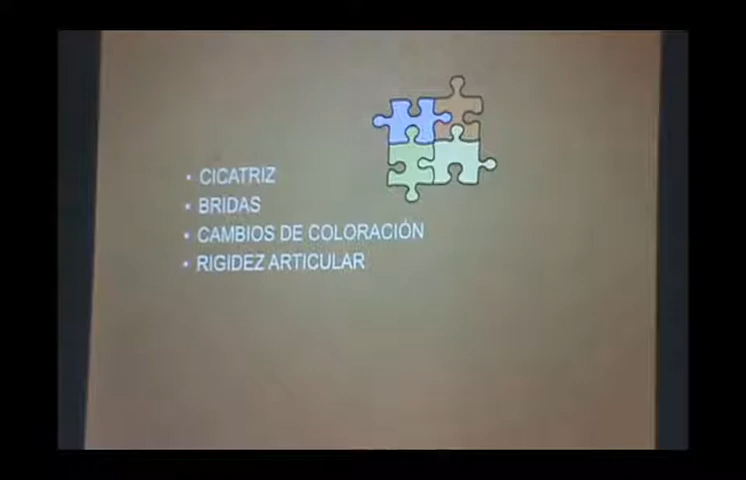 • CICATRIZ
• BRIDAS
• CAMBIOS DE COLORACIÓN
• RIGIDEZ ARTICULAR